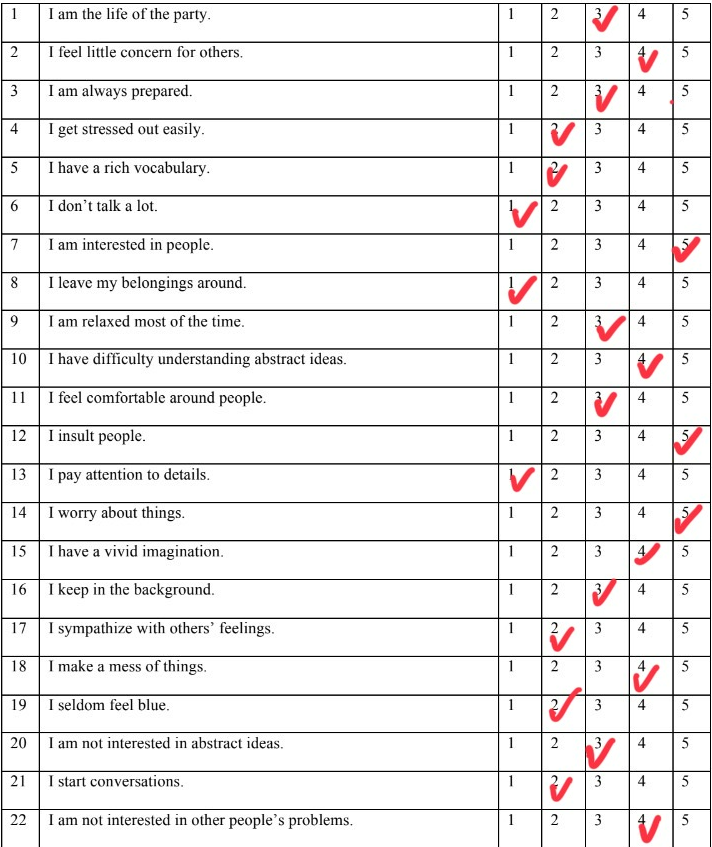 1 I am the life of the party. 1 2 3 4 5
2 I feel little concern for others. 1 2 3 4 5
3 I am always prepared. 1 2 3 4 5
4 I get stressed out easily. 1 2 3 4 5
5 I have a rich vocabulary. 1 2 3 4 5
6 I don’t talk a lot. 1 2 3 4 5
7 I am interested in people. 1 2 3 4 5
8 I leave my belongings around. 1 2 3 4 5
9 I am relaxed most of the time. 1 2 3 4 5
10 I have difficulty understanding abstract ideas. 1 2 3 4 5
11 I feel comfortable around people. 1 2 3 4 5
12 I insult people. 1 2 3 4 5
13 I pay attention to details. 1 2 3 4 5
14 I worry about things. 1 2 3 4 5
15 I have a vivid imagination. 1 2 3 4 5
16 I keep in the background. 1 2 3 4 5
17 I sympathize with others’ feelings. 1 2 3 4 5
18 I make a mess of things. 1 2 3 4 5
19 I seldom feel blue. 1 2 3 4 5
20 I am not interested in abstract ideas. 1 2 3 4 5
21 I start conversations. 1 2 3 4 5
22 I am not interested in other people’s problems. 1 2 3 4 5